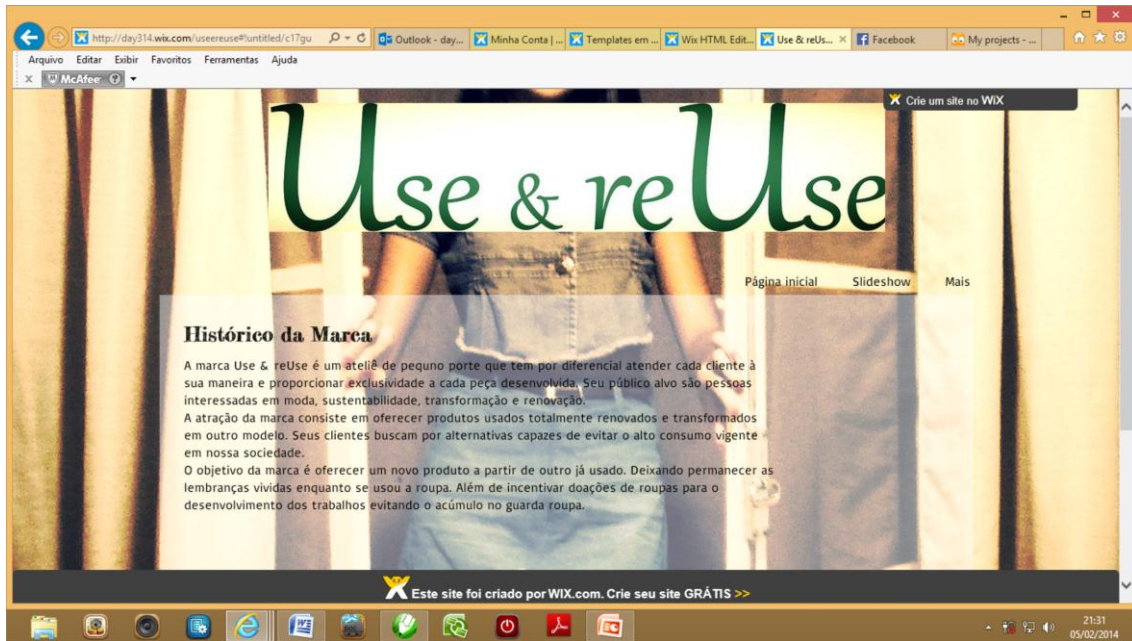 http://day314.wix.com/useereuse#!untitled/c17gu
Outlook - day...
Minha Conta | ...
Templates em ...
Wix HTML Edit...
Use & reUs...
Facebook
My projects - ...
Arquivo Editar Exibir Favoritos Ferramentas Ajuda
x McAfee
Crie um site no WiX
Use & reUse
Página inicial Slideshow Mais
Histórico da Marca
A marca Use & reUse é um ateliê de pequno porte que tem por diferencial atender cada cliente à
sua maneira e proporcionar exclusividade a cada peça desenvolvida. Seu público alvo são pessoas
interessadas em moda, sustentabilidade, transformação e renovação.
A atração da marca consiste em oferecer produtos usados totalmente renovados e transformados
em outro modelo. Seus clientes buscam por alternativas capazes de evitar o alto consumo vigente
em nossa sociedade.
O objetivo da marca é oferecer um novo produto a partir de outro já usado. Deixando permanecer as
lembranças vividas enquanto se usou a roupa. Além de incentivar doações de roupas para o
desenvolvimento dos trabalhos evitando o acúmulo no guarda roupa.
Este site foi criado por WIX.com. Crie seu site GRÁTIS >>
21:31
05/02/2014